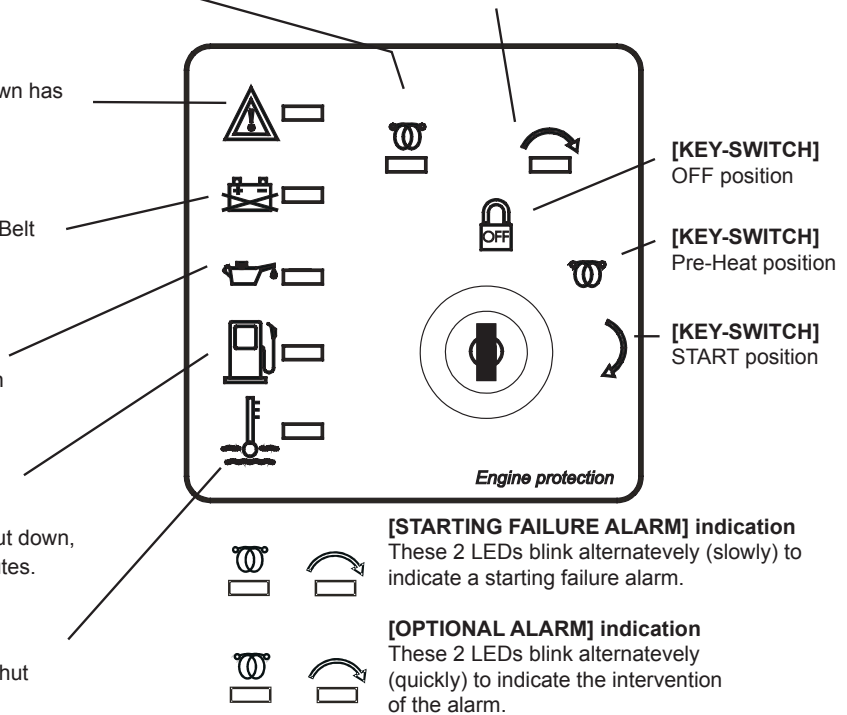 wn has
Belt
n
ut down,
tes.
hut
OFF
[KEY-SWITCH]
OFF position
[KEY-SWITCH]
Pre-Heat position
[KEY-SWITCH]
START position
Engine protection
[STARTING FAILURE ALARM] indication
These 2 LEDs blink alternatevely (slowly) to
indicate a starting failure alarm.
[OPTIONAL ALARM] indication
These 2 LEDs blink alternatevely
(quickly) to indicate the intervention
of the alarm.